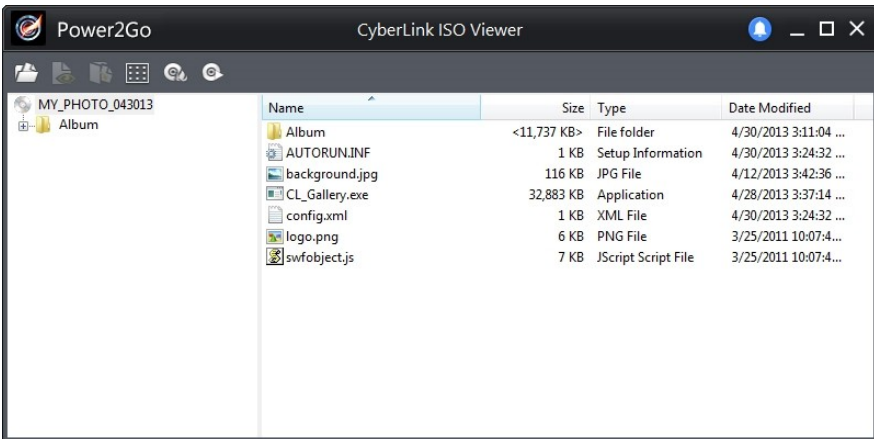 Power2Go CyberLink ISO Viewer
MY_PHOTO_043013
Album
Name Size Type Date Modified
Album <11,737 KB> File folder 4/30/2013 3:11:04 ...
AUTORUN.INF 1 KB Setup Information 4/30/2013 3:24:32 ...
background.jpg 116 KB JPG File 4/12/2013 3:42:36 ...
CL_Gallery.exe 32,883 KB Application 4/28/2013 3:37:14 ...
config.xml 1 KB XML File 4/30/2013 3:24:32 ...
logo.png 6 KB PNG File 3/25/2011 10:07:4...
swfobject.js 7 KB JScript Script File 3/25/2011 10:07:4...